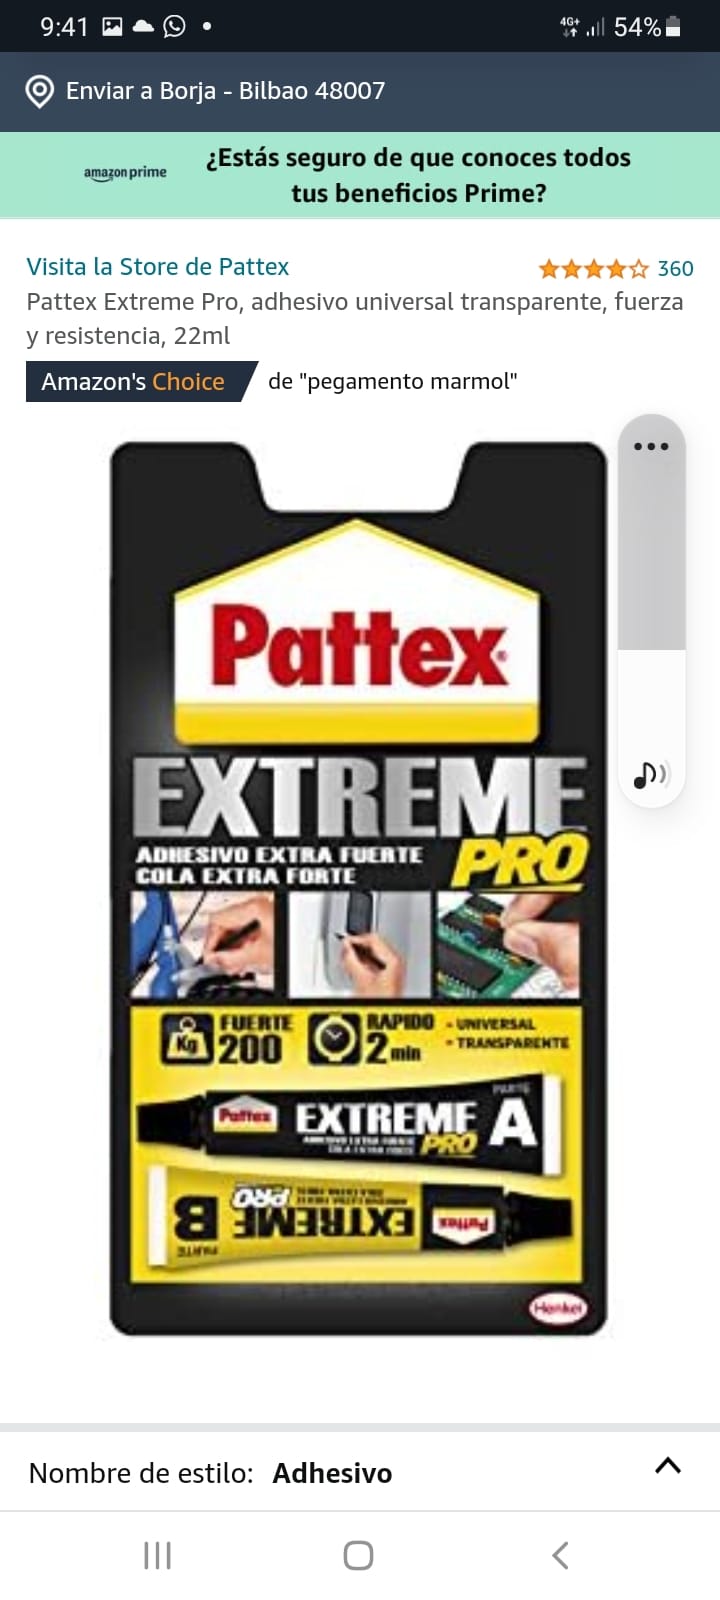 9:41
4G+ 54%
Enviar a Borja - Bilbao 48007
amazon prime
¿Estás seguro de que conoces todos
tus beneficios Prime?
Visita la Store de Pattex
360
Pattex Extreme Pro, adhesivo universal transparente, fuerza
y resistencia, 22ml
Amazon's Choice de "pegamento marmol"
Pattex
EXTREME
ADHESIVO EXTRA FUERTE
COLA EXTRA FORTE
PRO
Kg
FUERTE
200
RAPIDO
2 min
- UNIVERSAL
- TRANSPARENTE
PARTE
Pattex EXTREME A
PRO
Pattex EXTREME B
PRO
PARTE
Henkel
Nombre de estilo: Adhesivo